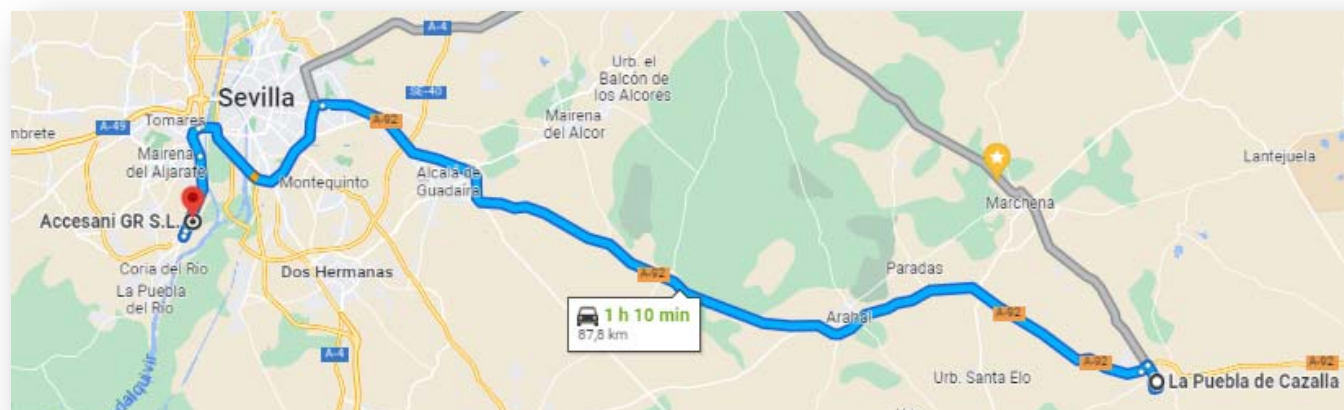 A-4
Urb. el
Balcón de
los Alcores
Sevilla
SE-40
Tomares
A-49
A-92
mbrete
Mairena
del Alcor
Mairena
del Aljarafe
Lantejuela
Alcalá de
Guadaíra
Montequinto
Marchena
Accesani GR S.L.
Coria del Río
Dos Hermanas
La Puebla
del Río
A-92
Paradas
1 h 10 min
87,8 km
Arahal
A-92
A-4
A-92
A-92
Urb. Santa Elo
La Puebla de Cazalla
dalquivir